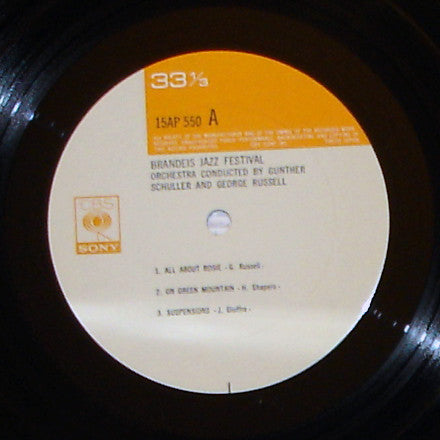 33⅓
15AP 550 A
BRANDEIS JAZZ FESTIVAL
ORCHESTRA CONDUCTED BY GUNTHER
SCHULLER AND GEORGE RUSSELL
CBS
SONY
1. ALL ABOUT ROSIE - G. Russell -
2. ON GREEN MOUNTAIN - H. Shapero -
3. SUSPENSIONS - J. Giuffre -